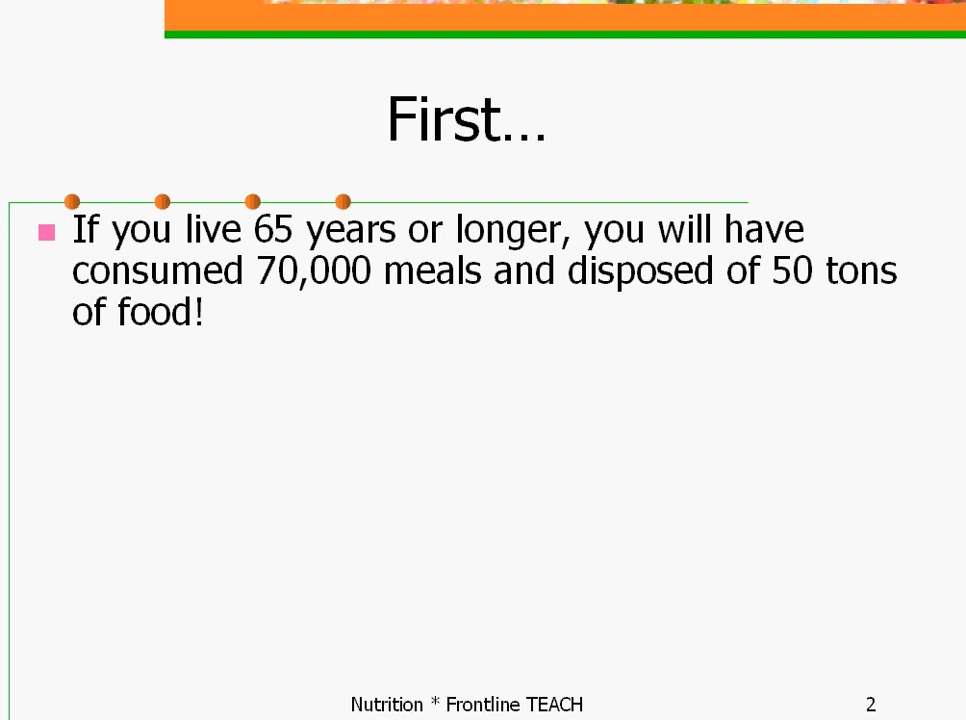 First...
If you live 65 years or longer, you will have
consumed 70,000 meals and disposed of 50 tons
of food!
Nutrition * Frontline TEACH
2